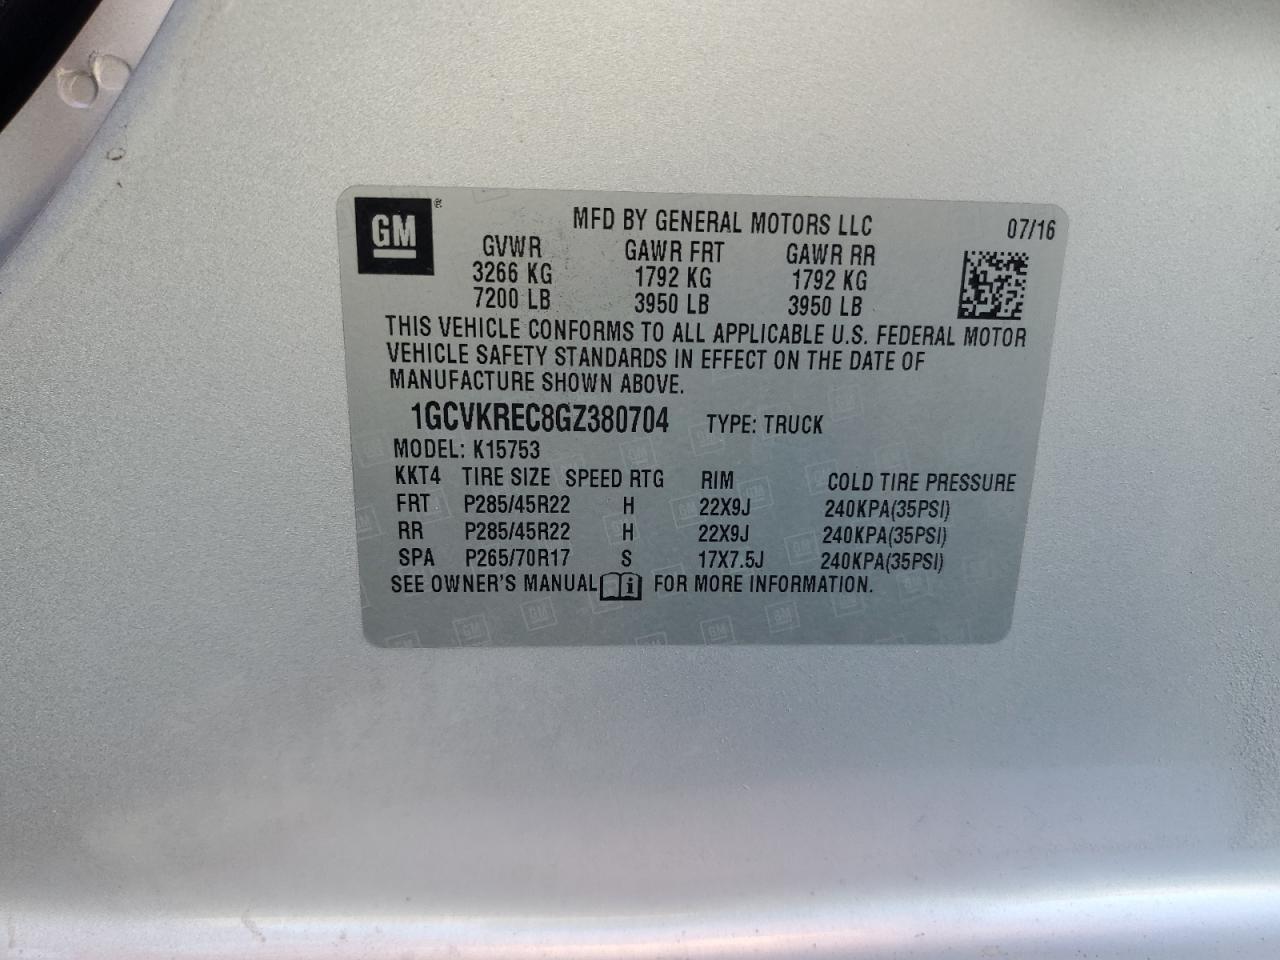 GM ®
MFD BY GENERAL MOTORS LLC 07/16
GVWR GAWR FRT GAWR RR
3266 KG 1792 KG 1792 KG
7200 LB 3950 LB 3950 LB
THIS VEHICLE CONFORMS TO ALL APPLICABLE U.S. FEDERAL MOTOR
VEHICLE SAFETY STANDARDS IN EFFECT ON THE DATE OF
MANUFACTURE SHOWN ABOVE.
1GCVKREC8GZ380704 TYPE: TRUCK
MODEL: K15753
KKT4 TIRE SIZE SPEED RTG RIM COLD TIRE PRESSURE
FRT P285/45R22 H 22X9J 240KPA(35PSI)
RR P285/45R22 H 22X9J 240KPA(35PSI)
SPA P265/70R17 S 17X7.5J 240KPA(35PSI)
SEE OWNER'S MANUAL i FOR MORE INFORMATION.